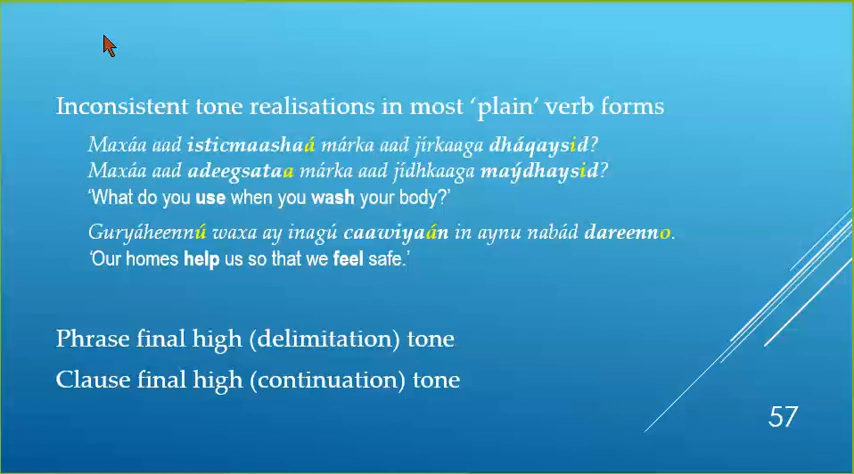 Inconsistent tone realisations in most ‘plain’ verb forms
Maxáa aad isticmaashaá márka aad jírkaaga dháqaysid?
Maxáa aad adeegsataa márka aad jídhkaaga maýdhaysid?
‘What do you use when you wash your body?’
Guryáheennú waxa ay inagú caawiyaán in aynu nabád dareenno.
‘Our homes help us so that we feel safe.’
Phrase final high (delimitation) tone
Clause final high (continuation) tone
57